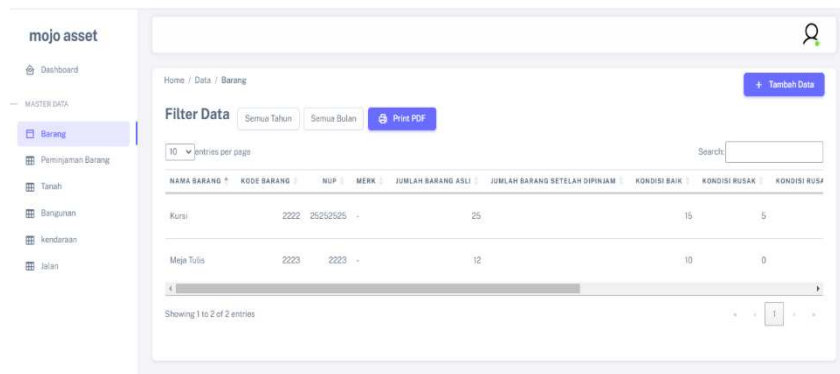 mojo asset
Dashboard
MASTER DATA
Barang
Peminjaman Barang
Tanah
Bangunan
kendaraan
Jalan
Home / Data / Barang
+ Tambah Data
Filter Data Semua Tahun Semua Bulan Print PDF
10 entries per page Search:
NAMA BARANG KODE BARANG NUP MERK JUMLAH BARANG ASLI JUMLAH BARANG SETELAH DIPINJAM KONDISI BAIK KONDISI RUSAK KONDISI RUSA
Kursi 2222 25252525 - 25 15 5
Meja Tulis 2223 2223 - 12 10 0
Showing 1 to 2 of 2 entries « ‹ 1 › »